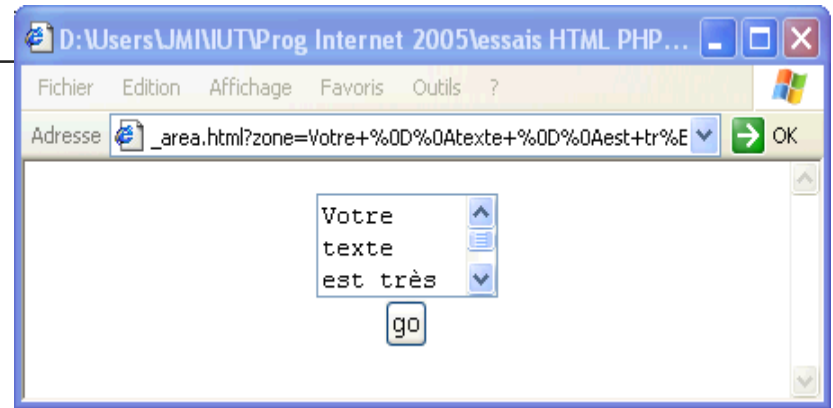 D:\Users\JMI\IUT\Prog Internet 2005\essais HTML PHP...
Fichier Edition Affichage Favoris Outils ?
Adresse _area.html?zone=Votre+%0D%0Atexte+%0D%0Aest+tr%E OK
Votre
texte
est très
go